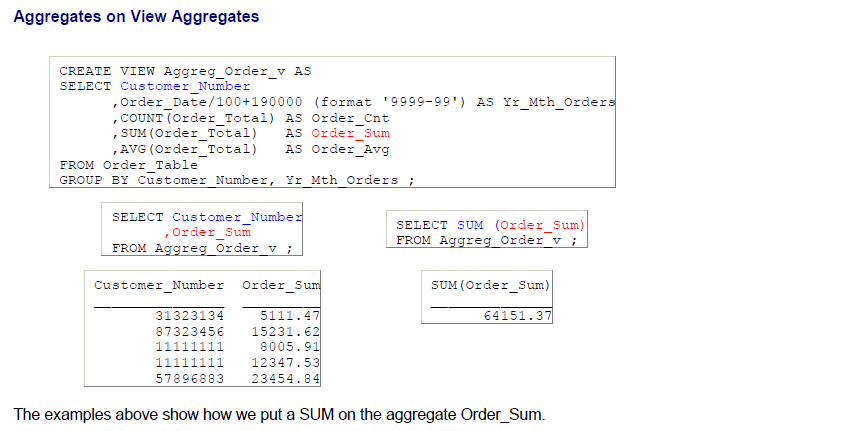 Aggregates on View Aggregates
CREATE VIEW Aggreg_Order_v AS
SELECT Customer_Number
,Order_Date/100+190000 (format '9999-99') AS Yr_Mth_Orders
,COUNT(Order_Total) AS Order_Cnt
,SUM(Order_Total) AS Order_Sum
,AVG(Order_Total) AS Order_Avg
FROM Order_Table
GROUP BY Customer_Number, Yr_Mth_Orders ;
SELECT Customer_Number
,Order_Sum
FROM Aggreg_Order_v ;
SELECT SUM (Order_Sum)
FROM Aggreg_Order_v ;
Customer_Number Order_Sum
31323134 5111.47
87323456 15231.62
11111111 8005.91
11111111 12347.53
57896883 23454.84
SUM(Order_Sum)
64151.37
The examples above show how we put a SUM on the aggregate Order_Sum.